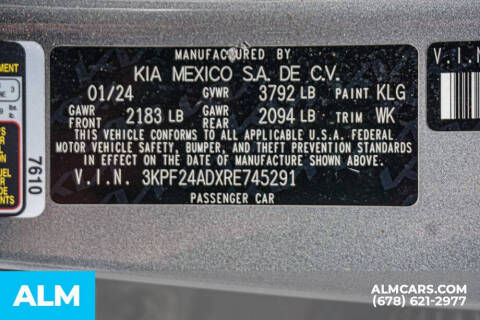 MANUFACTURED BY
KIA MEXICO S.A. DE C.V.
01/24 GVWR 3792 LB PAINT KLG
GAWR FRONT 2183 LB GAWR REAR 2094 LB TRIM WK
THIS VEHICLE CONFORMS TO ALL APPLICABLE U.S.A. FEDERAL
MOTOR VEHICLE SAFETY, BUMPER, AND THEFT PREVENTION STANDARDS
IN EFFECT ON THE DATE OF MANUFACTURE SHOWN ABOVE.
V.I.N. 3KPF24ADXRE745291
PASSENGER CAR
7610
V.I.N
ALM
ALMCARS.COM
(678) 621-2977